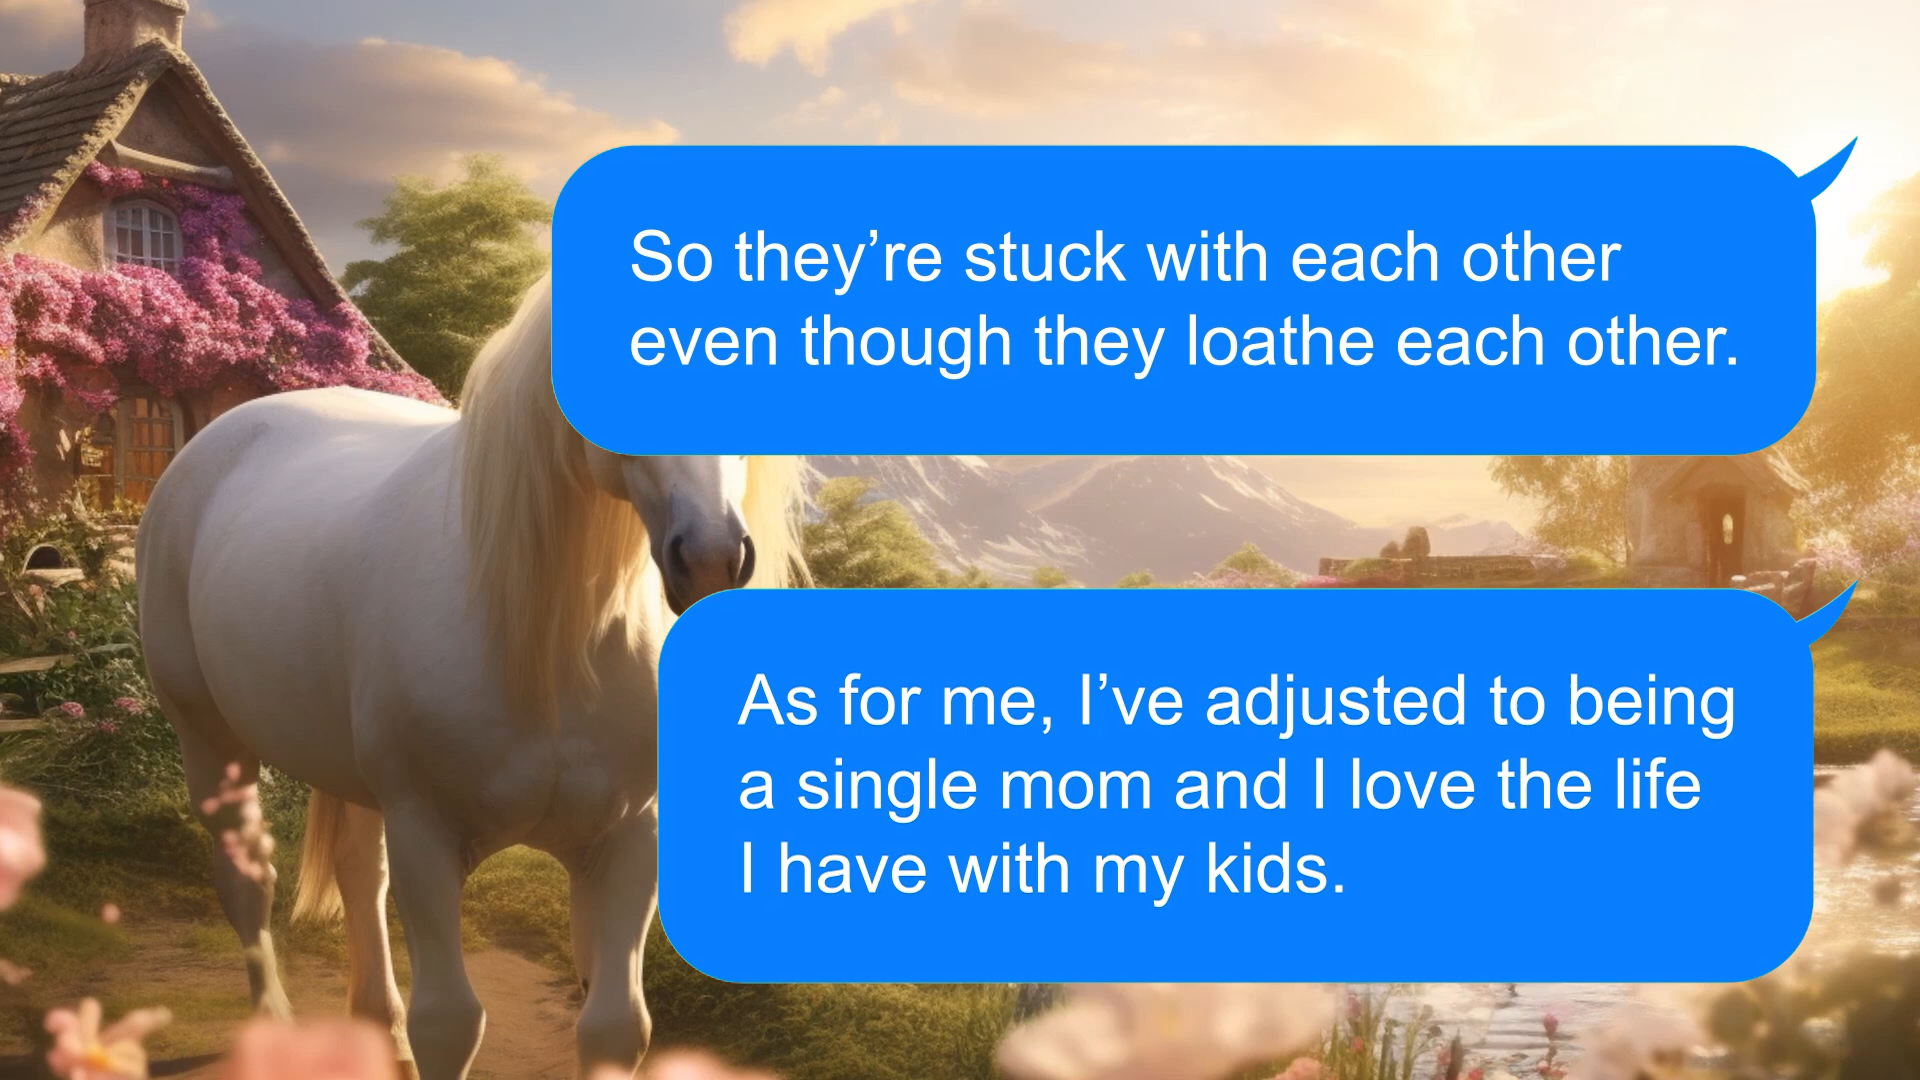 So they’re stuck with each other
even though they loathe each other.
As for me, I’ve adjusted to being
a single mom and I love the life
I have with my kids.